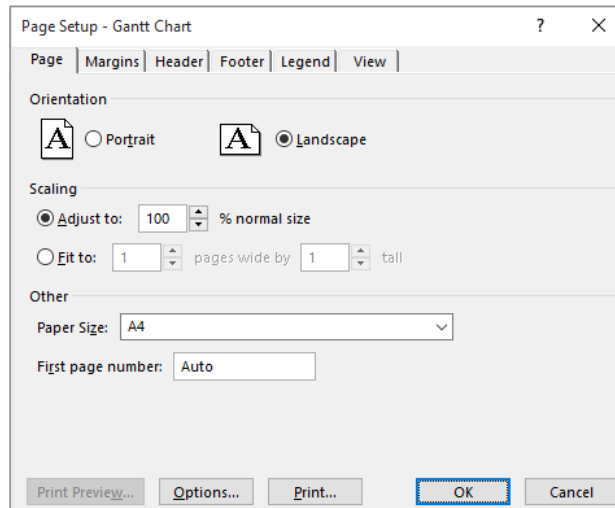 Page Setup - Gantt Chart ? ×
Page Margins Header Footer Legend View
Orientation
A Portrait A Landscape
Scaling
Adjust to: 100 % normal size
Fit to: 1 pages wide by 1 tall
Other
Paper Size: A4
First page number: Auto
Print Preview... Options... Print... OK Cancel